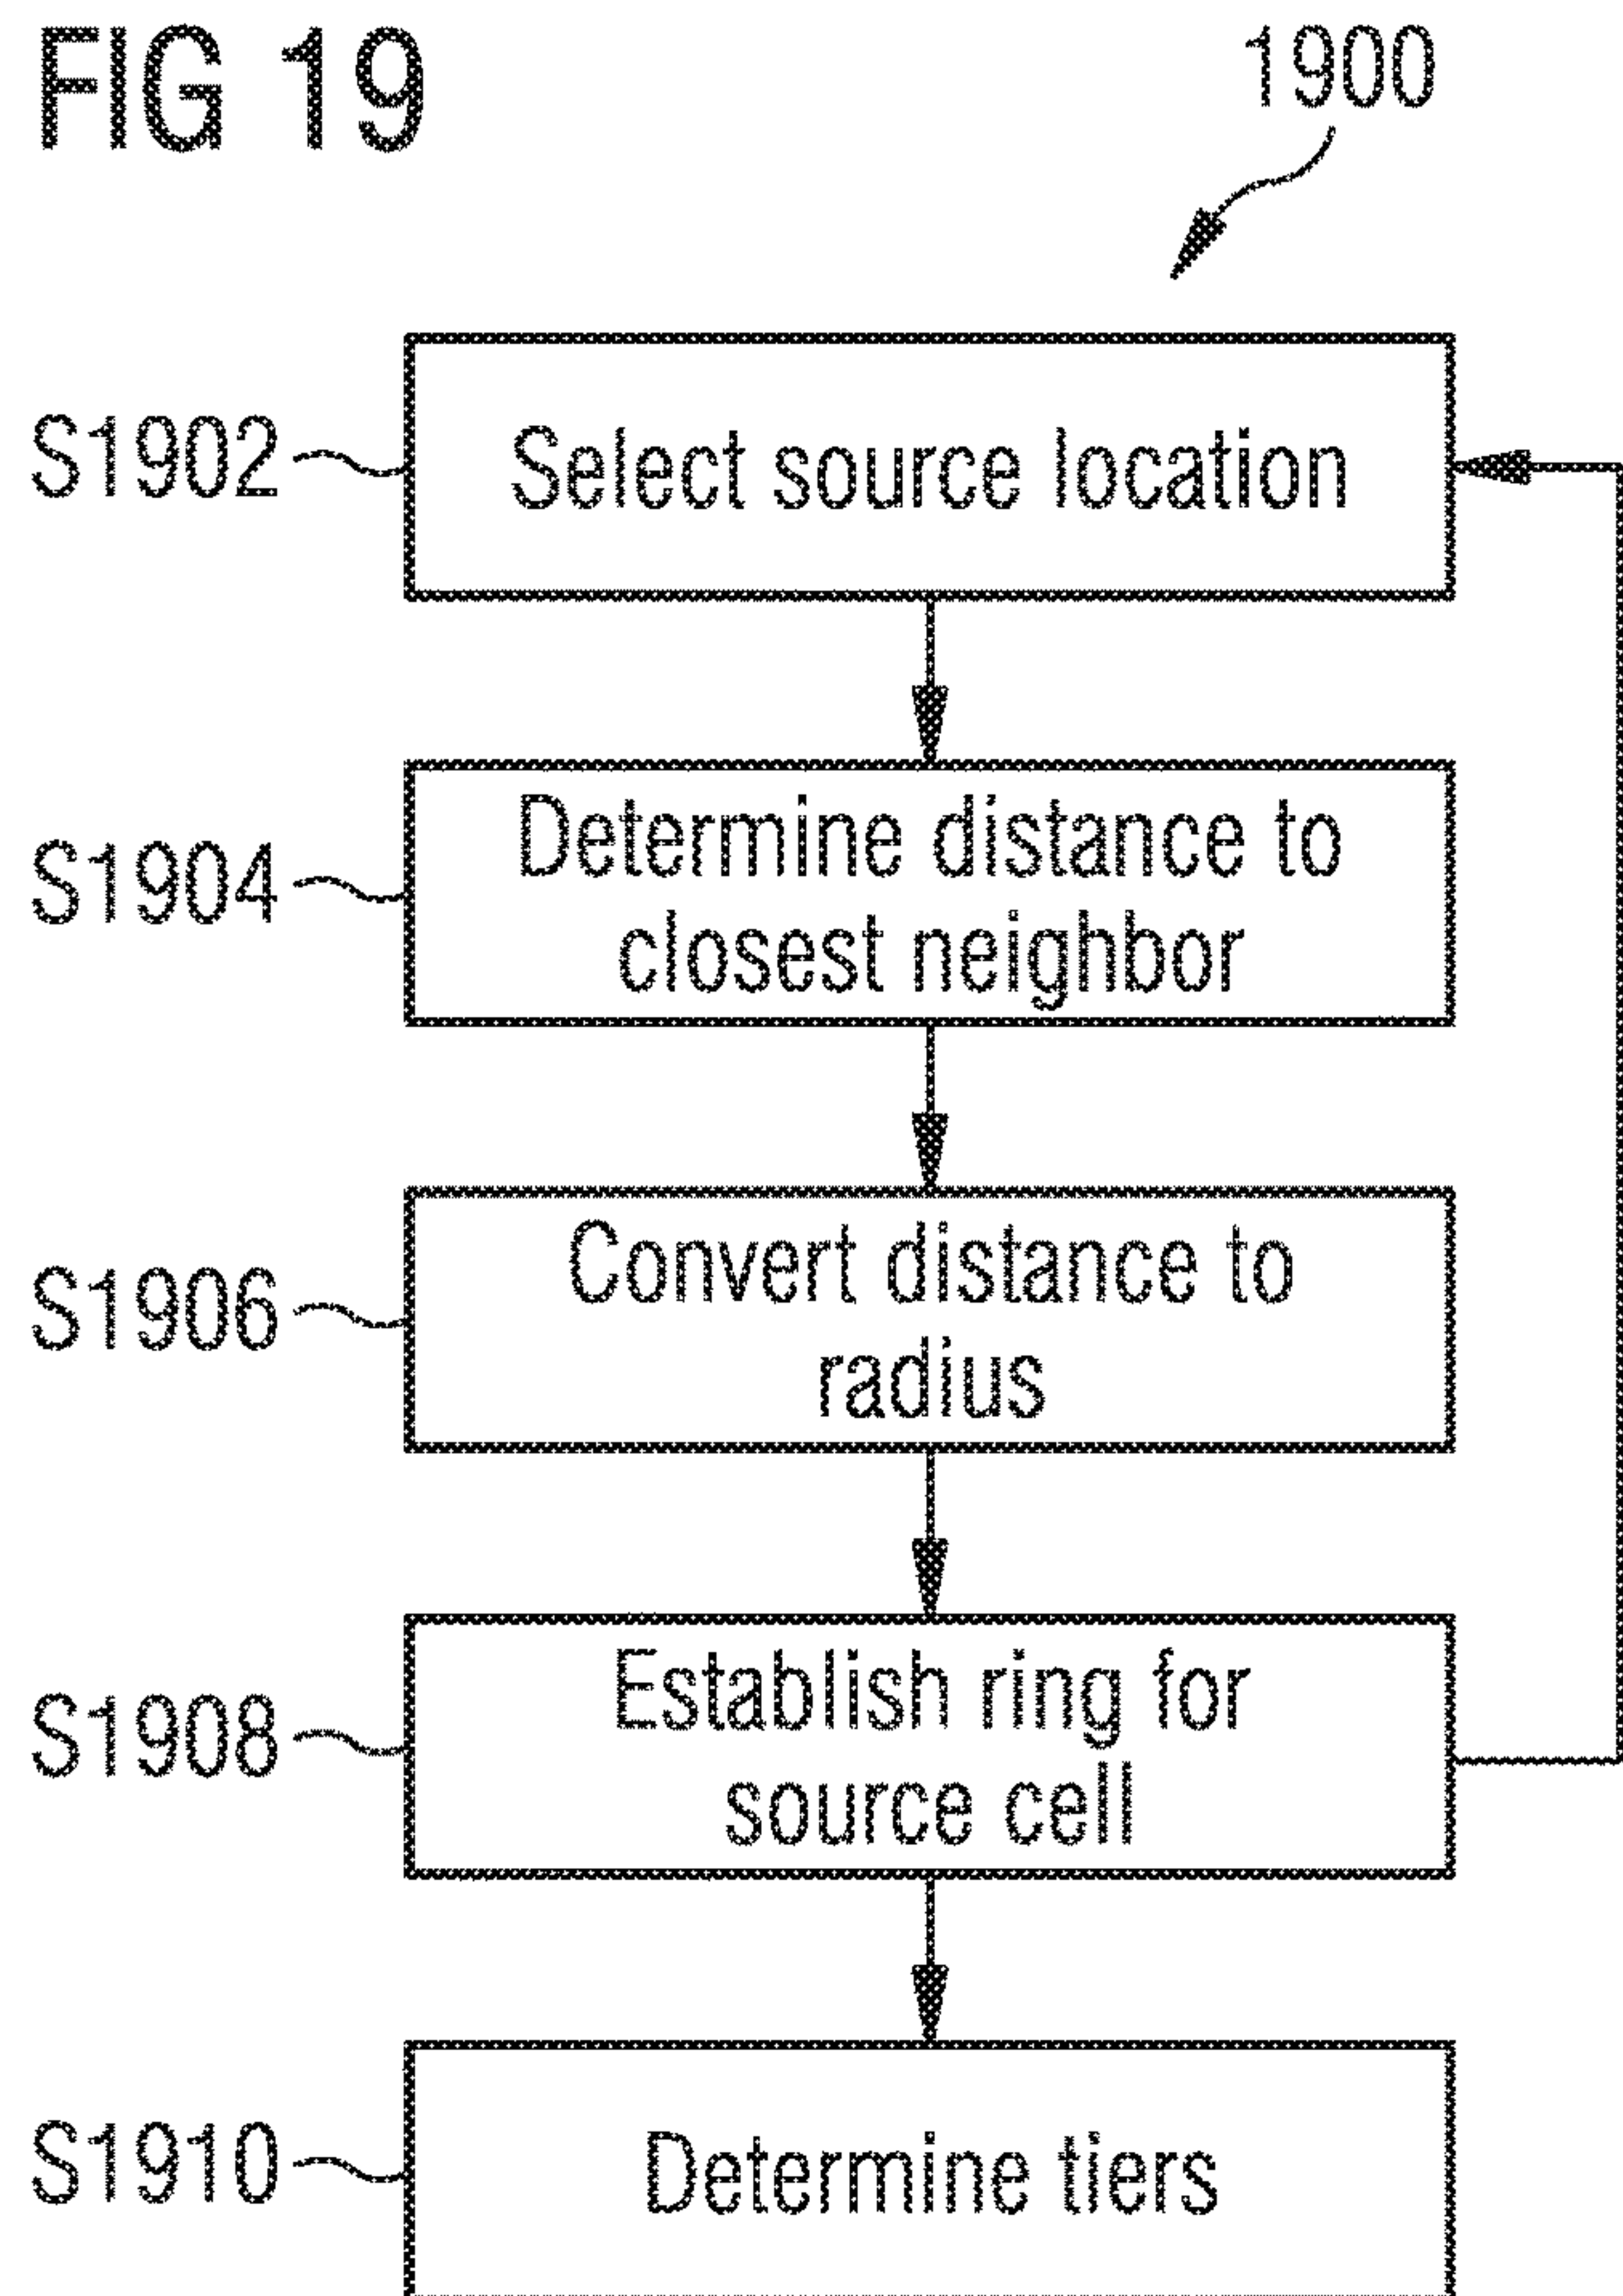 FIG 19
1900
S1902
Select source location
S1904
Determine distance to
closest neighbor
S1906
Convert distance to
radius
S1908
Establish ring for
source cell
S1910
Determine tiers